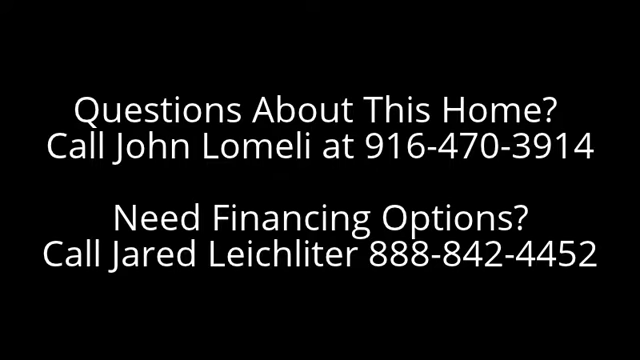 Questions About This Home?
Call John Lomeli at 916-470-3914
Need Financing Options?
Call Jared Leichliter 888-842-4452